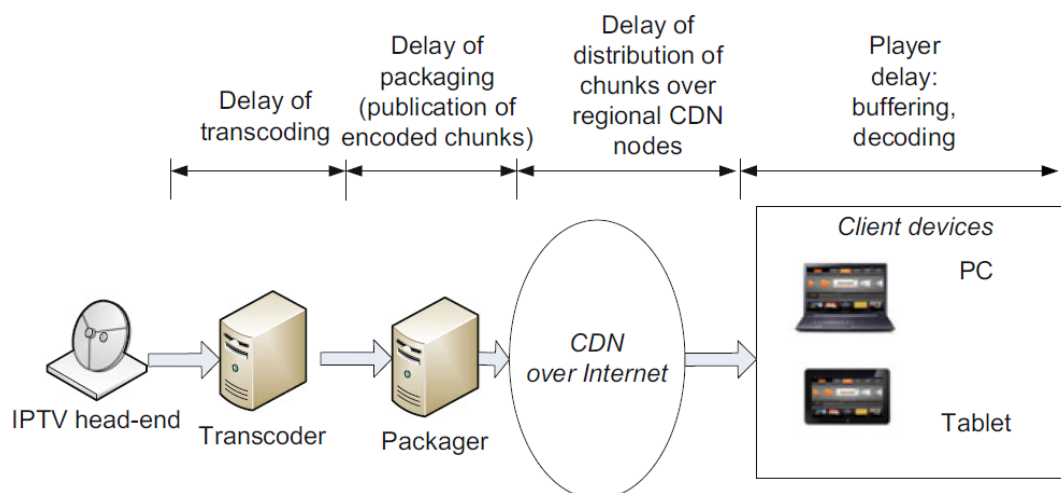 Delay of
transcoding
Delay of
packaging
(publication of
encoded chunks)
Delay of
distribution of
chunks over
regional CDN
nodes
Player
delay:
buffering,
decoding
IPTV head-end
Transcoder
Packager
CDN
over Internet
Client devices
PC
Tablet